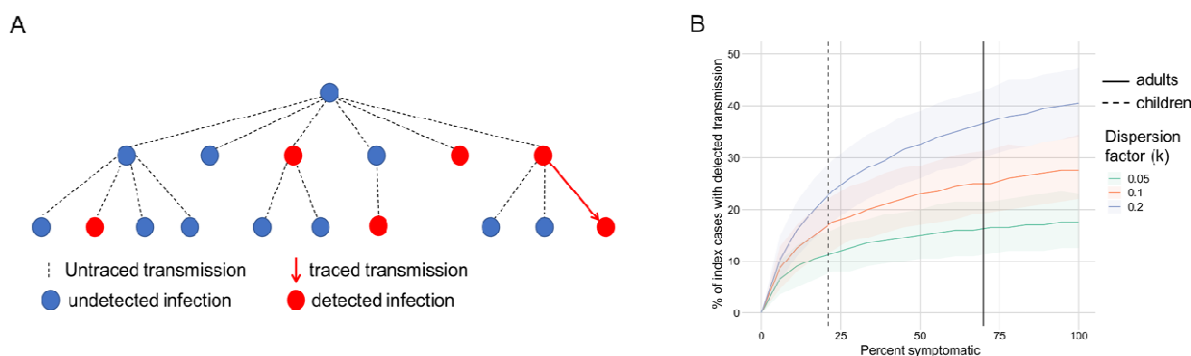 A
Untraced transmission
traced transmission
undetected infection
detected infection
B
% of index cases with detected transmission
50
40
30
20
10
0
0
25
50
75
100
Percent symptomatic
adults
children
Dispersion
factor (k)
0.05
0.1
0.2